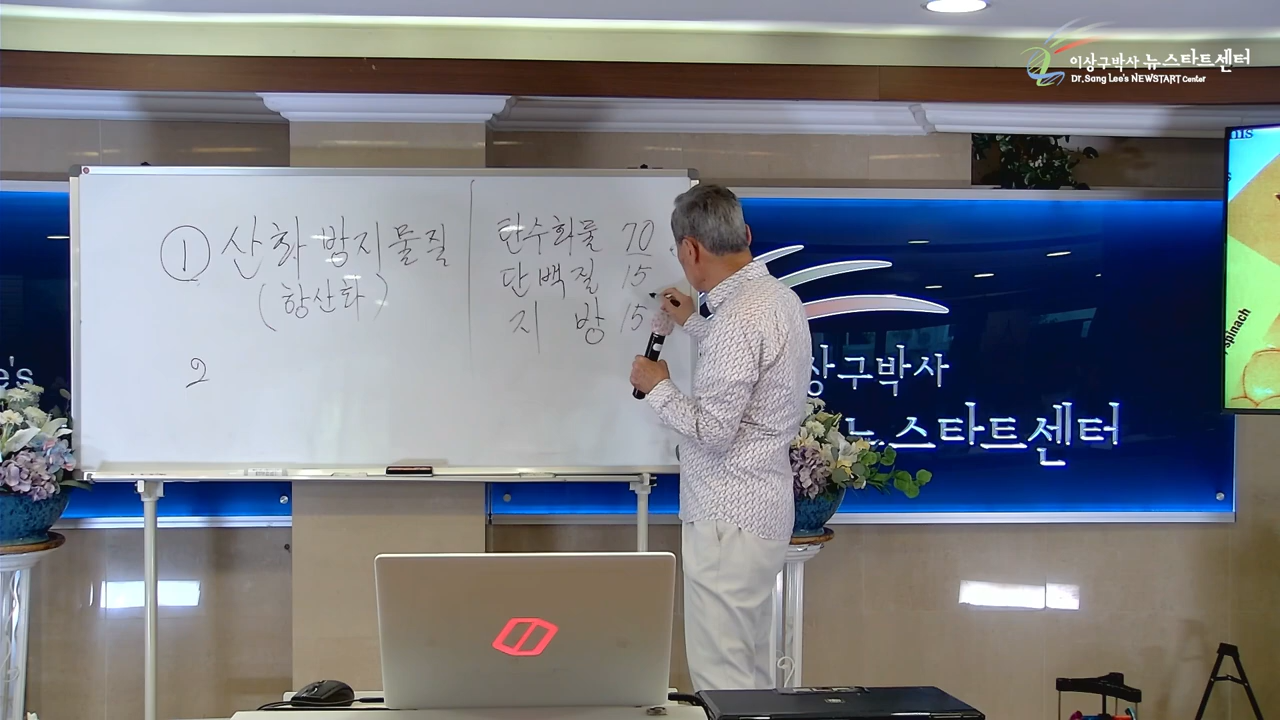 이상구박사 뉴스타트센터
Dr. Sang Lee's NEWSTART Center
① 산화 방지 물질
(항산화)
2
탄수화물 70
단백질 15
지 방 15
상구박사
뉴스타트센터
e's
nis
spinach